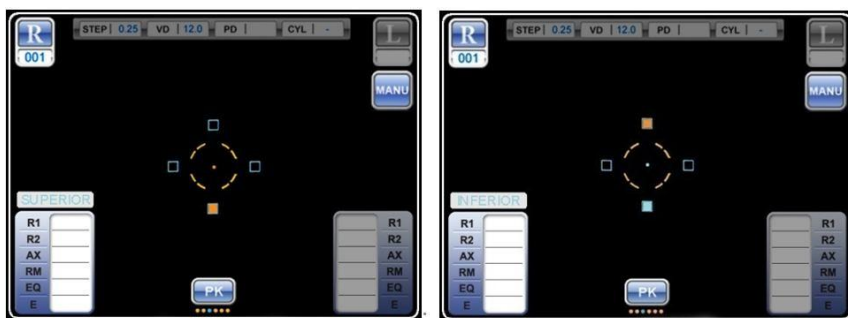 R STEP 0.25 VD 12.0 PD CYL - L
001
MANU
SUPERIOR
R1 R1
R2 R2
AX AX
RM RM
EQ EQ
E E
PK
R STEP 0.25 VD 12.0 PD CYL - L
001
MANU
INFERIOR
R1 R1
R2 R2
AX AX
RM RM
EQ EQ
E E
PK